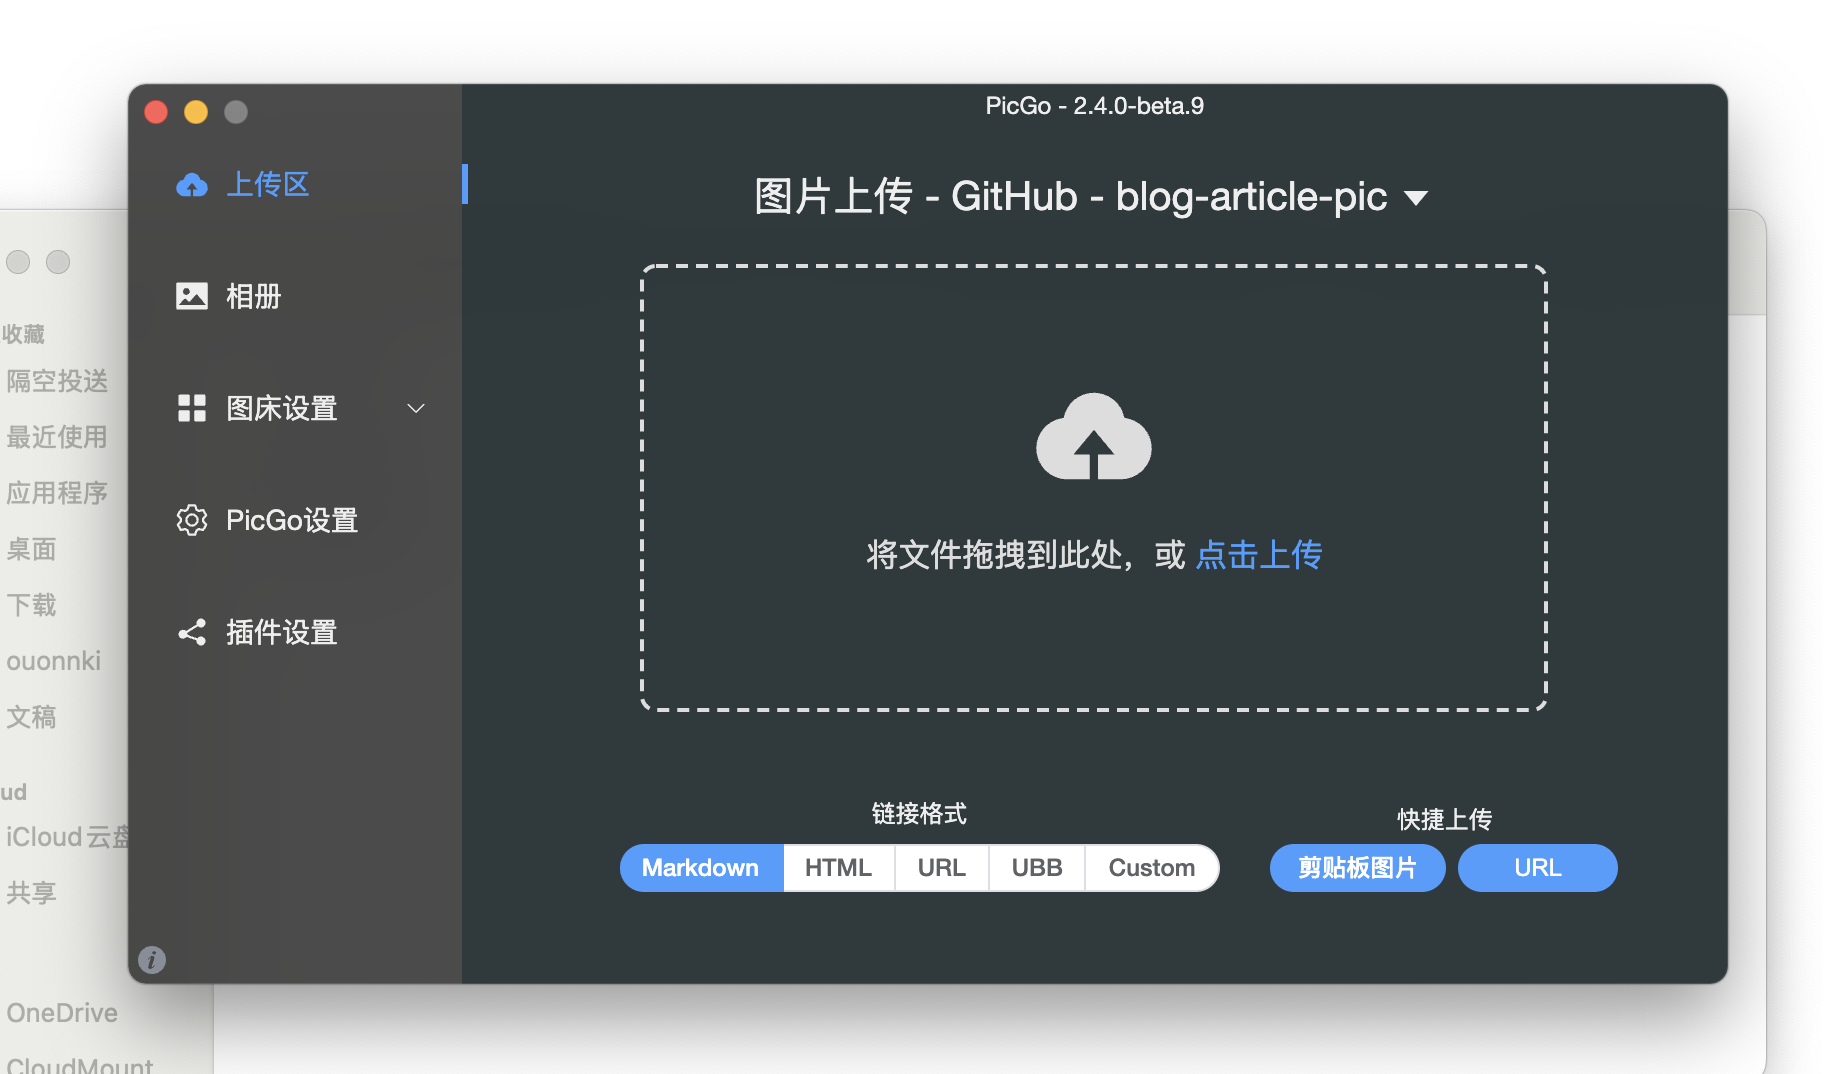 PicGo - 2.4.0-beta.9
上传区
相册
图床设置
PicGo设置
插件设置
图片上传 - GitHub - blog-article-pic
将文件拖拽到此处，或 点击上传
链接格式
Markdown HTML URL UBB Custom
快捷上传
剪贴板图片 URL
收藏
隔空投送
最近使用
应用程序
桌面
下载
ouonnki
文稿
ud
iCloud云盘
共享
OneDrive
CloudMount